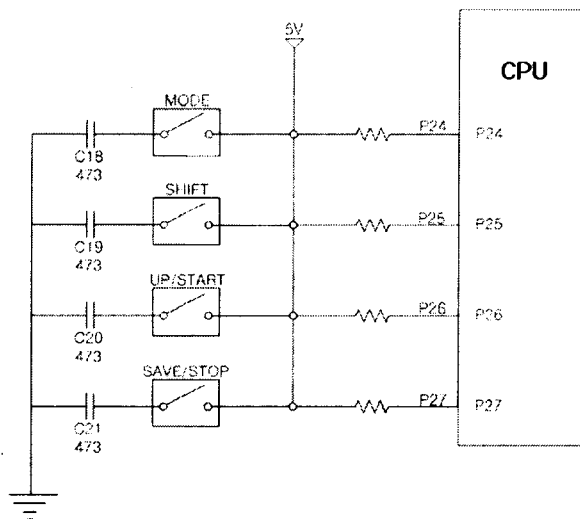 5V
CPU
MODE
P24
P24
C18
473
SHIFT
P25
P25
C19
473
UP/START
P26
P26
C20
473
SAVE/STOP
P27
P27
C21
473